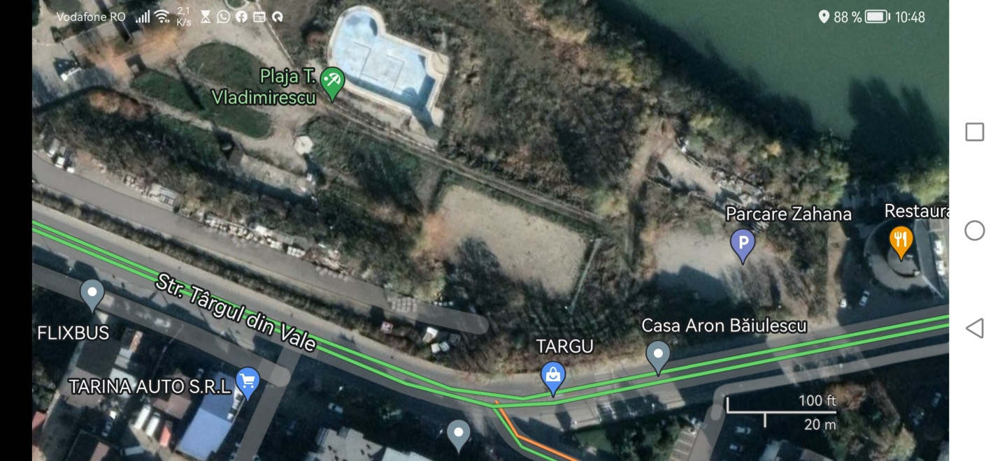 Vodafone RO
2,1
K/s
88 %
10:48
Plaja T.
Vladimirescu
Parcare Zahana
Restaura
Str. Târgul din Vale
FLIXBUS
Casa Aron Băiulescu
TARGU
TARINA AUTO S.R.L
P
100 ft
20 m